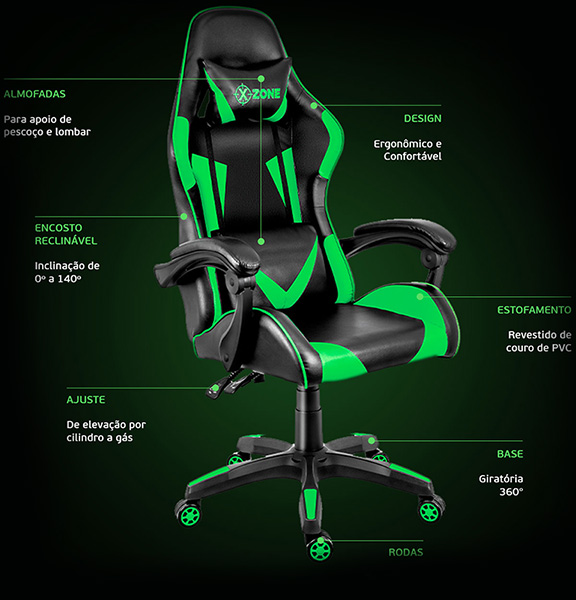 X-ZONE
ALMOFADAS
Para apoio de
pescoço e lombar
DESIGN
Ergonômico e
Confortável
ENCOSTO
RECLINÁVEL
Inclinação de
0º a 140º
ESTOFAMENTO
Revestido de
couro de PVC
AJUSTE
De elevação por
cilindro a gás
BASE
Giratória
360º
RODAS